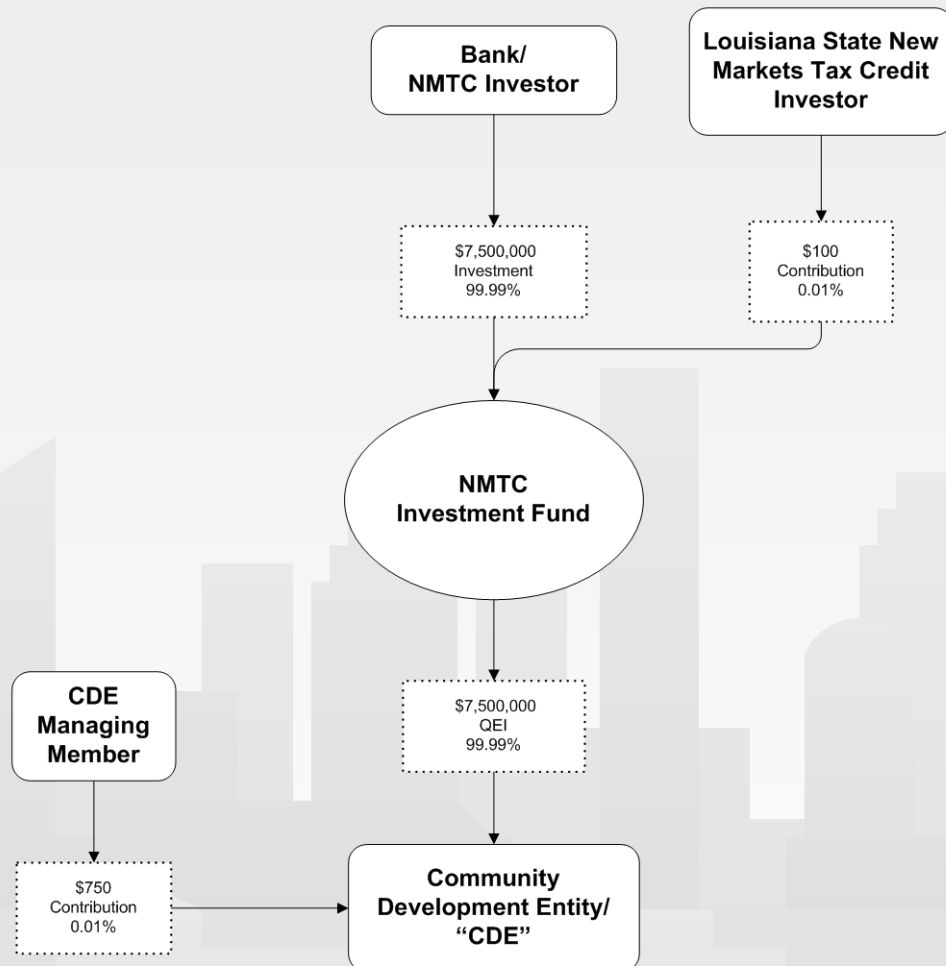 Bank/
NMTC Investor
Louisiana State New
Markets Tax Credit
Investor
$7,500,000
Investment
99.99%
$100
Contribution
0.01%
NMTC
Investment Fund
CDE
Managing
Member
$7,500,000
QEI
99.99%
$750
Contribution
0.01%
Community
Development Entity/
“CDE”